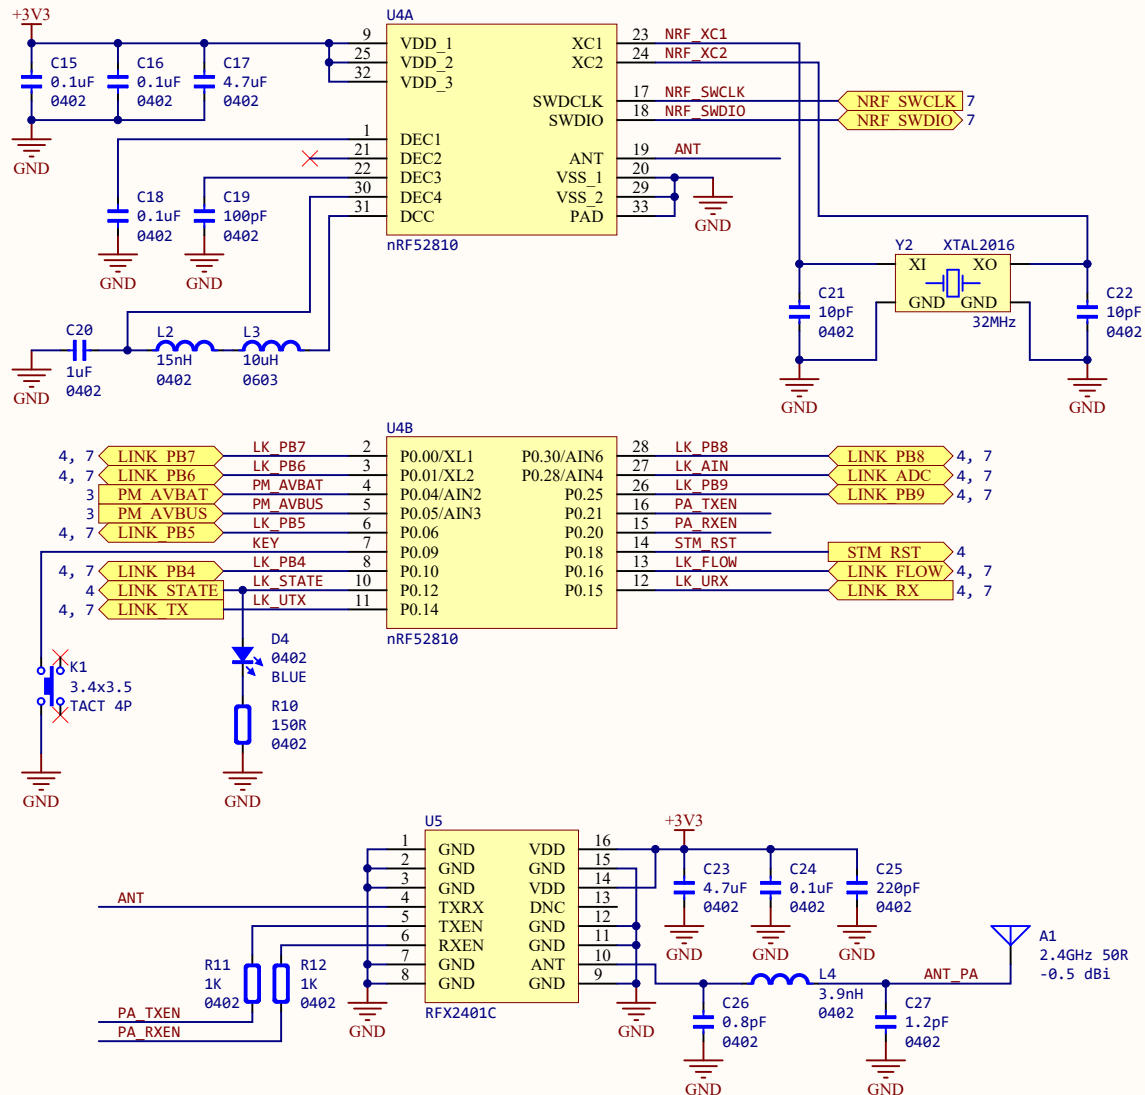 +3V3
C15
0.1uF
0402
C16
0.1uF
0402
C17
4.7uF
0402
GND
U4A
9 VDD_1
25 VDD_2
32 VDD_3
1 DEC1
21 DEC2
22 DEC3
30 DEC4
31 DCC
XC1 23 NRF_XC1
XC2 24 NRF_XC2
SWDCLK 17 NRF_SWCLK NRF_SWCLK 7
SWDIO 18 NRF_SWDIO NRF_SWDIO 7
ANT 19 ANT
VSS_1 20
VSS_2 29
PAD 33
GND
nRF52810
C18
0.1uF
0402
GND
C19
100pF
0402
GND
C20
1uF
0402
GND
L2
15nH
0402
L3
10uH
0603
Y2 XTAL2016
XI XO
GND GND
32MHz
C21
10pF
0402
GND
C22
10pF
0402
GND
U4B
4, 7 LINK_PB7 LK_PB7 2 P0.00/XL1
4, 7 LINK_PB6 LK_PB6 3 P0.01/XL2
3 PM_AVBAT PM_AVBAT 4 P0.04/AIN2
3 PM_AVBUS PM_AVBUS 5 P0.05/AIN3
4, 7 LINK_PB5 LK_PB5 6 P0.06
KEY 7 P0.09
4, 7 LINK_PB4 LK_PB4 8 P0.10
4 LINK_STATE LK_STATE 10 P0.12
4, 7 LINK_TX LK_UTX 11 P0.14
P0.30/AIN6 28 LK_PB8 LINK_PB8 4, 7
P0.28/AIN4 27 LK_AIN LINK_ADC 4, 7
P0.25 26 LK_PB9 LINK_PB9 4, 7
P0.21 16 PA_TXEN
P0.20 15 PA_RXEN
P0.18 14 STM_RST STM_RST 4
P0.16 13 LK_FLOW LINK_FLOW 4, 7
P0.15 12 LK_URX LINK_RX 4, 7
nRF52810
K1
3.4x3.5
TACT 4P
GND
D4
0402
BLUE
R10
150R
0402
GND
U5
1 GND
2 GND
3 GND
ANT 4 TXRX
5 TXEN
6 RXEN
7 GND
8 GND
VDD 16
GND 15
VDD 14
DNC 13
GND 12
GND 11
ANT 10
GND 9
RFX2401C
R11
1K
0402
R12
1K
0402
PA_TXEN
PA_RXEN
GND
GND
+3V3
C23
4.7uF
0402
GND
C24
0.1uF
0402
GND
C25
220pF
0402
GND
C26
0.8pF
0402
GND
L4
3.9nH
0402
ANT_PA
C27
1.2pF
0402
GND
A1
2.4GHz 50R
-0.5 dBi